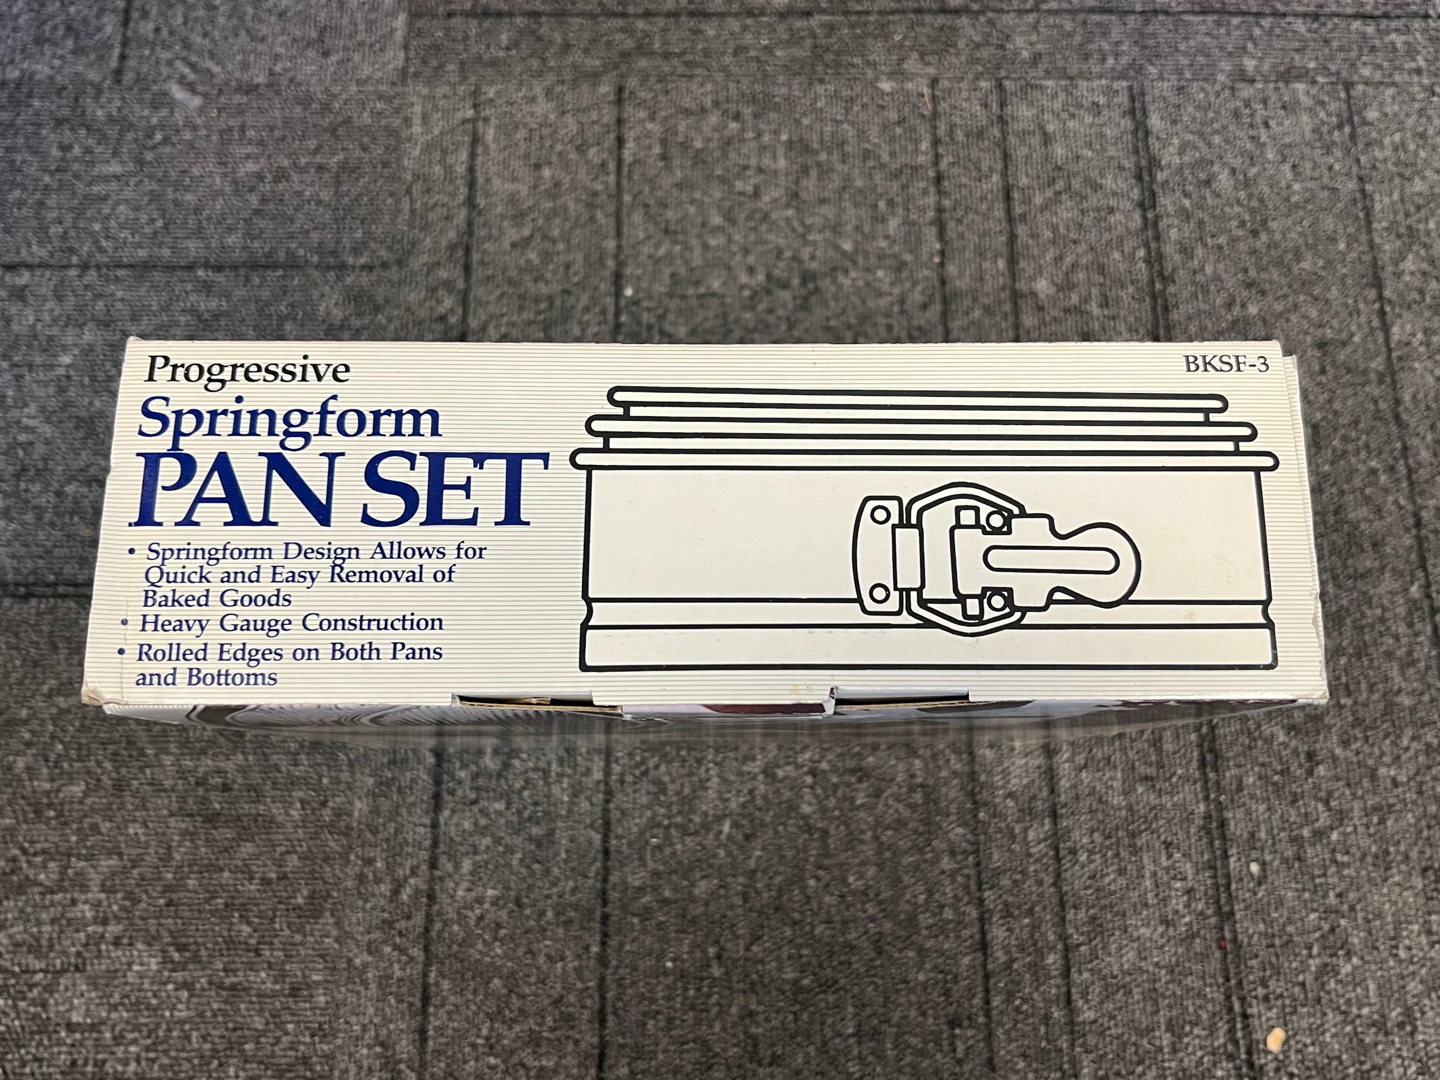 Progressive
BKSF-3
Springform
PAN SET
• Springform Design Allows for
Quick and Easy Removal of
Baked Goods
• Heavy Gauge Construction
• Rolled Edges on Both Pans
and Bottoms